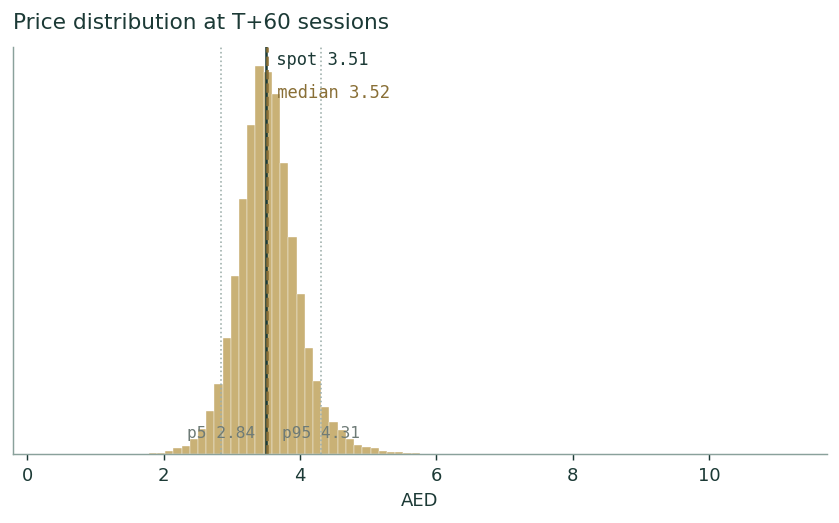 Price distribution at T+60 sessions
spot 3.51
median 3.52
p5 2.84
p95 4.31
0 2 4 6 8 10
AED